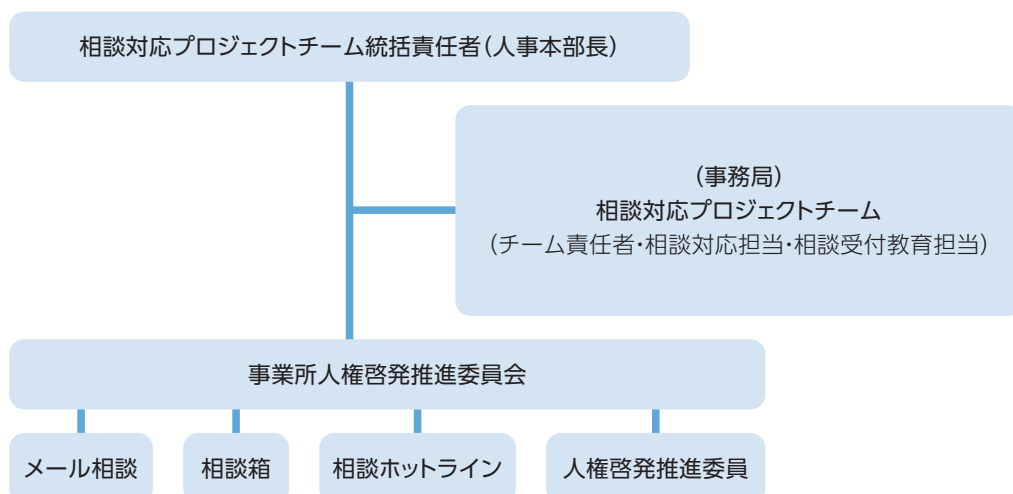 相談対応プロジェクトチーム統括責任者(人事本部長)
(事務局)
相談対応プロジェクトチーム
(チーム責任者・相談対応担当・相談受付教育担当)
事業所人権啓発推進委員会
メール相談
相談箱
相談ホットライン
人権啓発推進委員